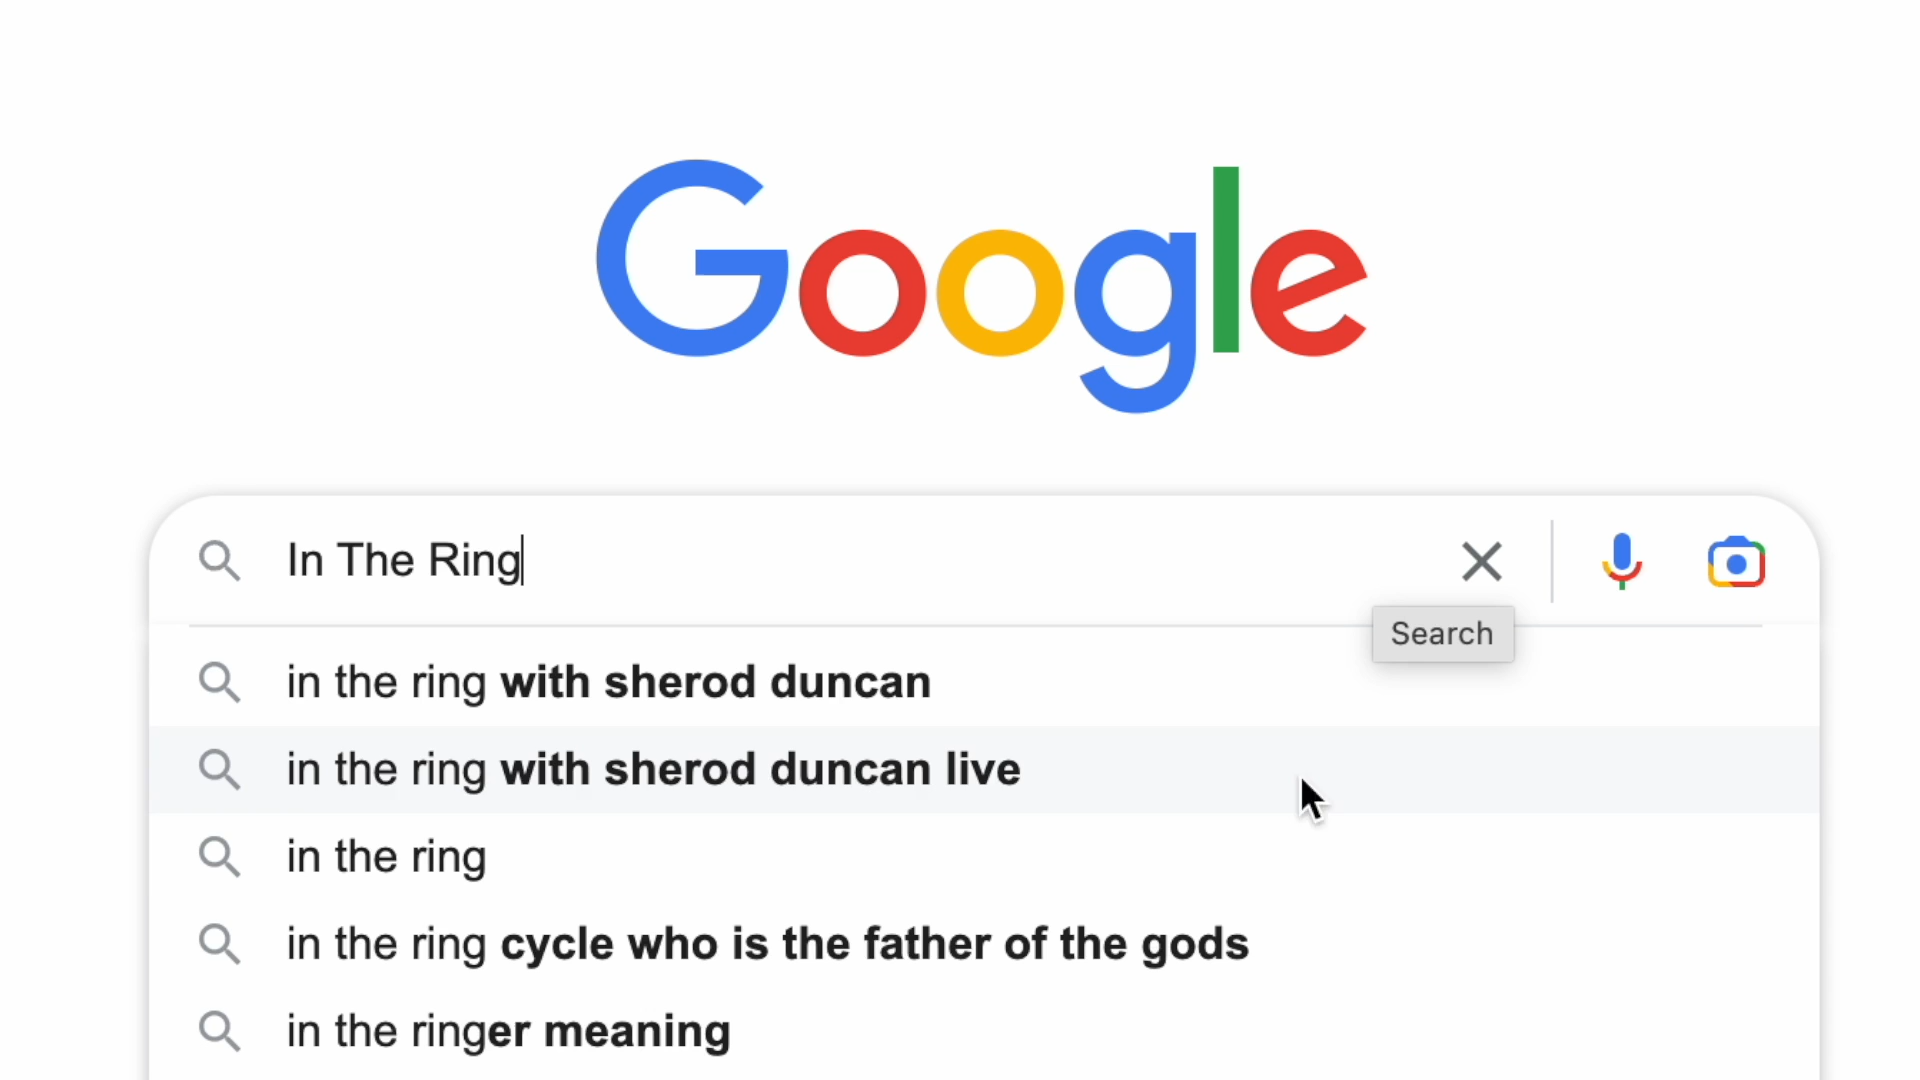 Google
In The Ring
Search
in the ring with sherod duncan
in the ring with sherod duncan live
in the ring
in the ring cycle who is the father of the gods
in the ringer meaning